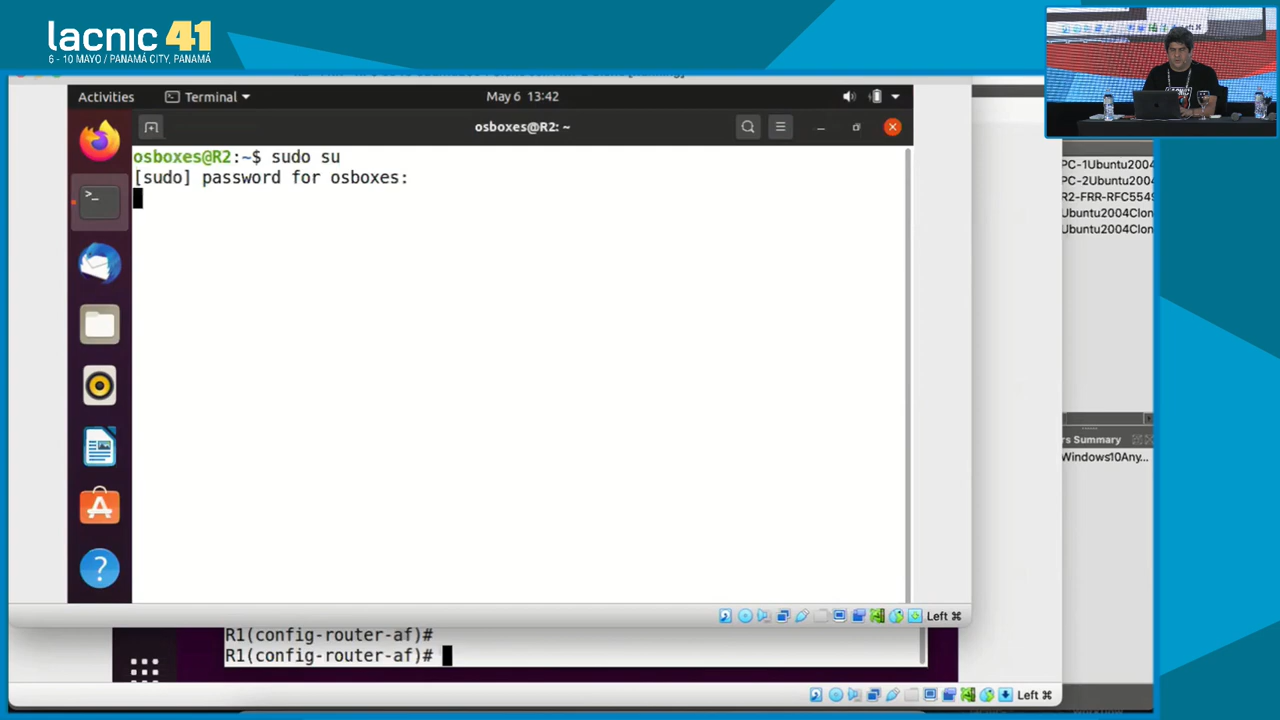 lacnic 41
6 - 10 MAYO / PANAMÁ CITY, PANAMÁ
Activities
Terminal
May 6 13:42
osboxes@R2: ~
osboxes@R2:~$ sudo su
[sudo] password for osboxes:
PC-1Ubuntu2004
PC-2Ubuntu2004
R2-FRR-RFC5549
Ubuntu2004Clon
Ubuntu2004Clon
rs Summary
Windows10Any...
Left ⌘
R1(config-router-af)#
R1(config-router-af)#
Left ⌘